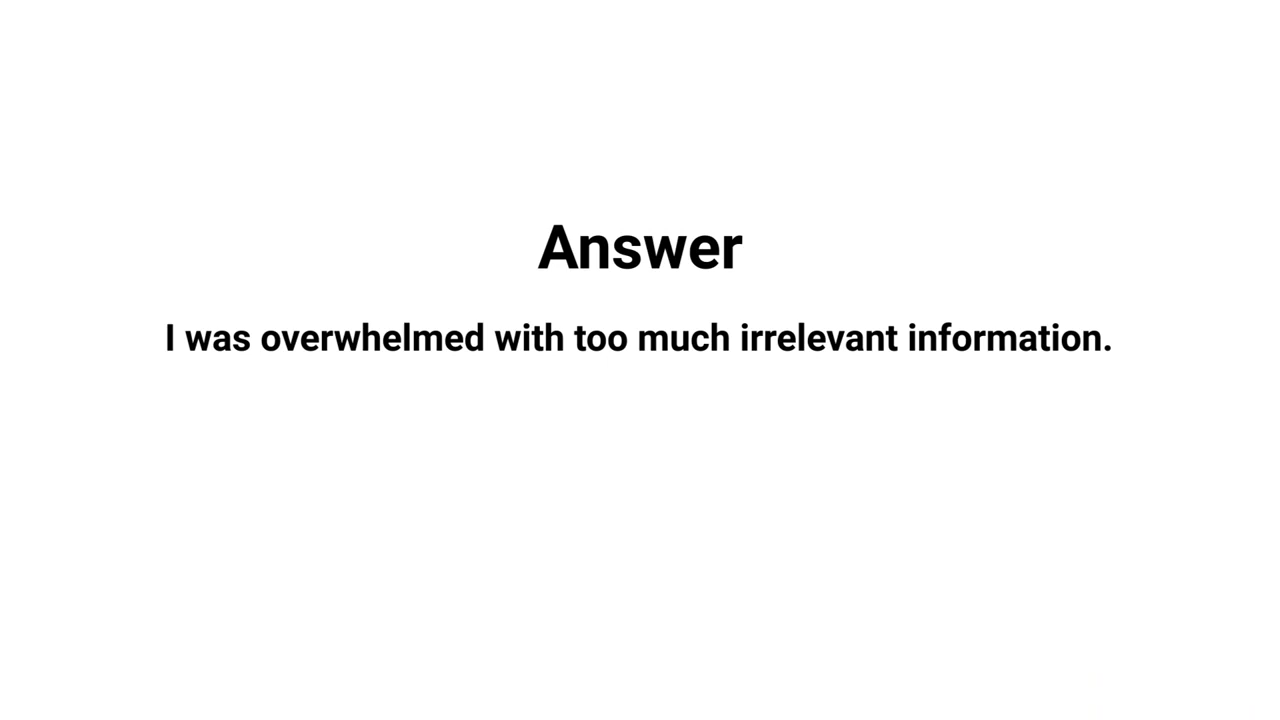 Answer
I was overwhelmed with too much irrelevant information.